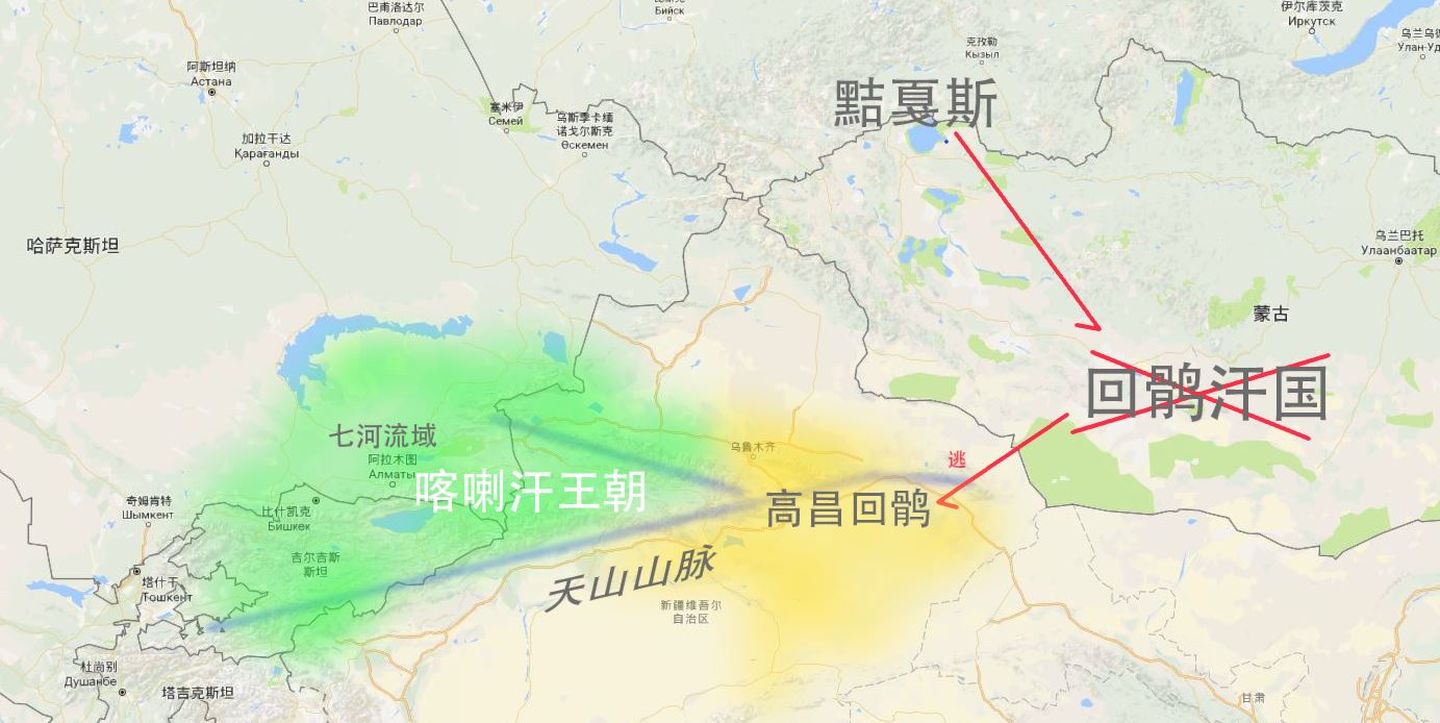 巴甫洛达尔
Павлодар
Бийск
伊尔库茨克
Иркутск
克孜勒
Кызыл
乌兰乌德
Улан-Уд
阿斯坦纳
Астана
黠戛斯
塞米伊
Семей
乌斯季卡缅
诺戈尔斯克
Өскемен
加拉干达
Қарағанды
哈萨克斯坦
乌兰巴托
Улаанбаатар
蒙古
回鹘汗国
七河流域
阿拉木图
Алматы
乌鲁木齐
逃
喀喇汗王朝
高昌回鹘
奇姆肯特
Шымкент
比什凯克
Бишкек
吉尔吉斯
斯坦
天山山脉
塔什干
Тошкент
新疆维吾尔
自治区
杜尚别
Душанбе
塔吉克斯坦
甘肃